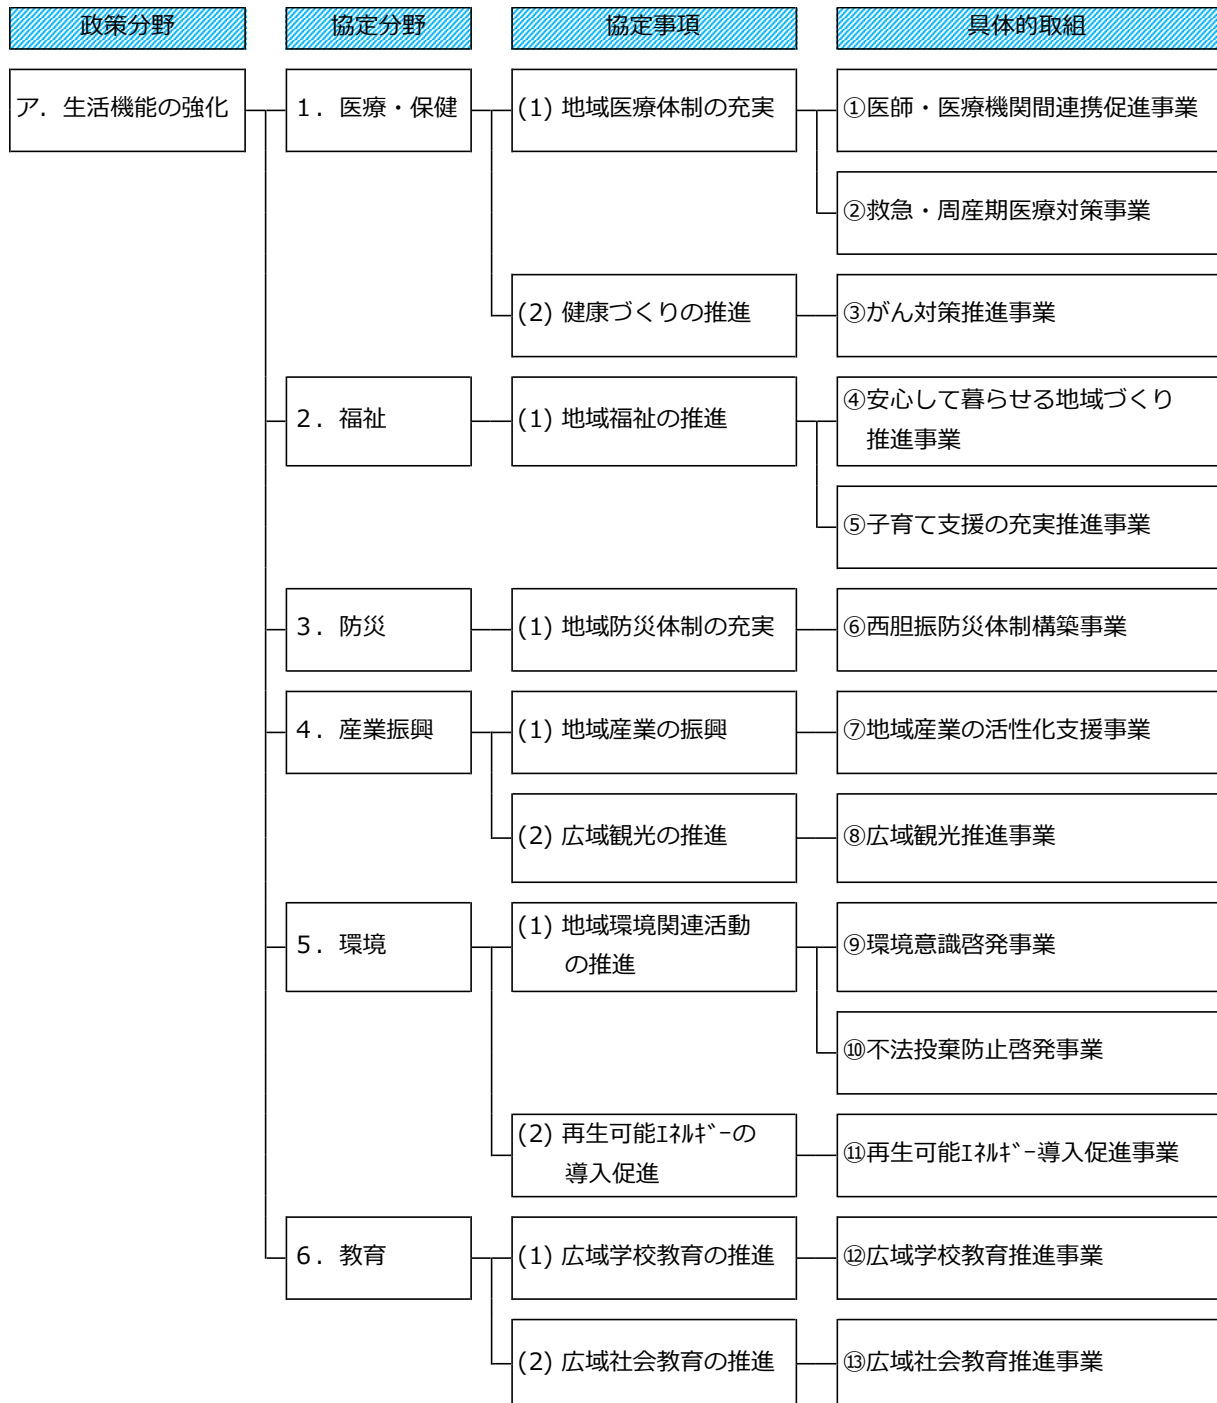 政策分野 協定分野 協定事項 具体的取組
ア．生活機能の強化 １．医療・保健 (1) 地域医療体制の充実 ①医師・医療機関間連携促進事業
②救急・周産期医療対策事業
(2) 健康づくりの推進 ③がん対策推進事業
２．福祉 (1) 地域福祉の推進 ④安心して暮らせる地域づくり
推進事業
⑤子育て支援の充実推進事業
３．防災 (1) 地域防災体制の充実 ⑥西胆振防災体制構築事業
４．産業振興 (1) 地域産業の振興 ⑦地域産業の活性化支援事業
(2) 広域観光の推進 ⑧広域観光推進事業
５．環境 (1) 地域環境関連活動
の推進
⑨環境意識啓発事業
⑩不法投棄防止啓発事業
(2) 再生可能ｴﾈﾙｷﾞｰの
導入促進
⑪再生可能ｴﾈﾙｷﾞｰ導入促進事業
６．教育 (1) 広域学校教育の推進 ⑫広域学校教育推進事業
(2) 広域社会教育の推進 ⑬広域社会教育推進事業